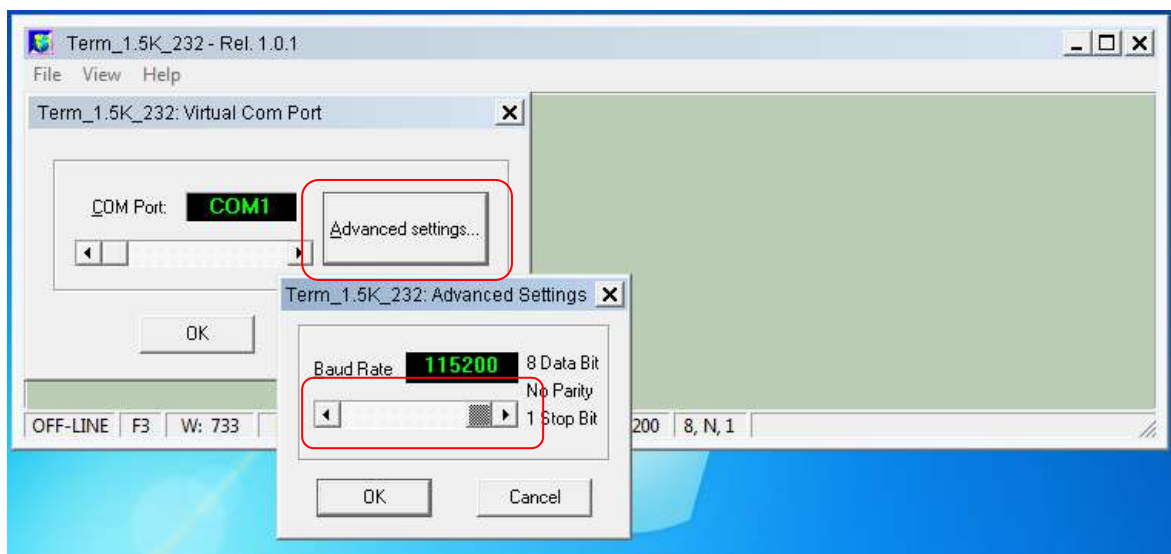 Term_1.5K_232 - Rel. 1.0.1
File View Help
Term_1.5K_232: Virtual Com Port
COM Port: COM1
Advanced settings...
OK
Term_1.5K_232: Advanced Settings
Baud Rate 115200 8 Data Bit
No Parity
1 Stop Bit
OK Cancel
OFF-LINE F3 W: 733 200 8, N, 1